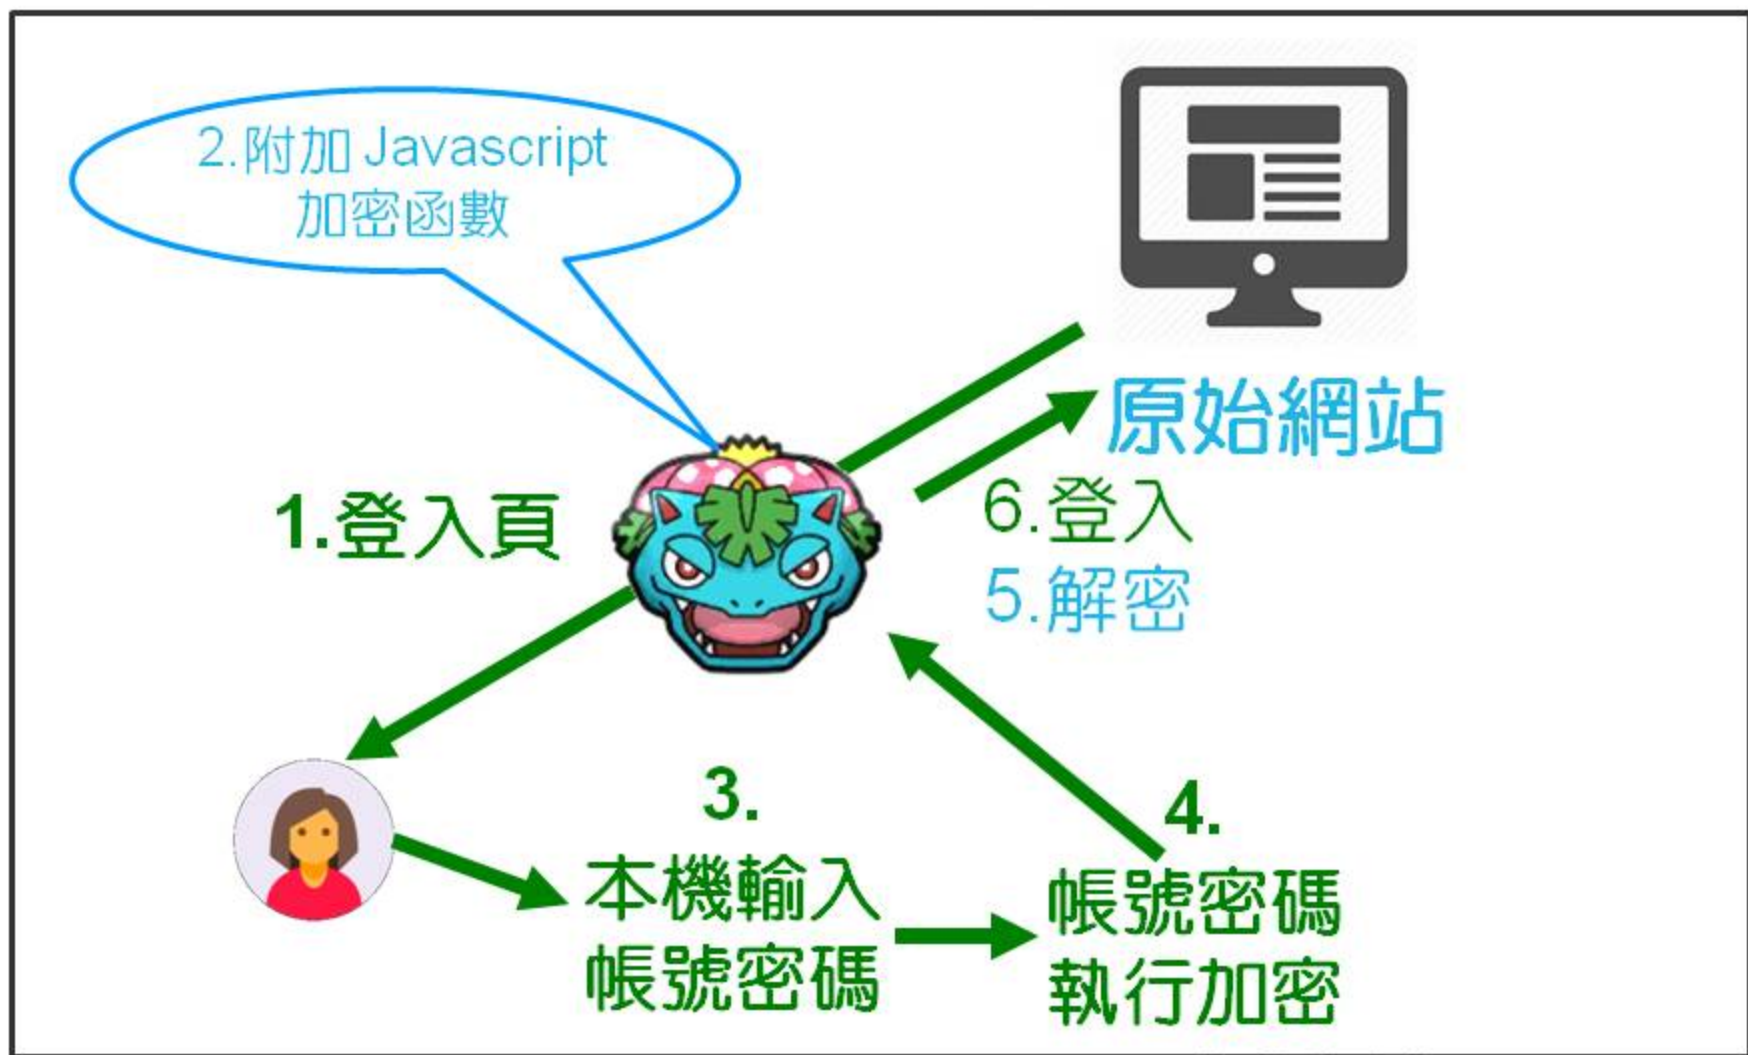 2.附加 Javascript
加密函數
原始網站
1.登入頁
6.登入
5.解密
3.
本機輸入
帳號密碼
4.
帳號密碼
執行加密